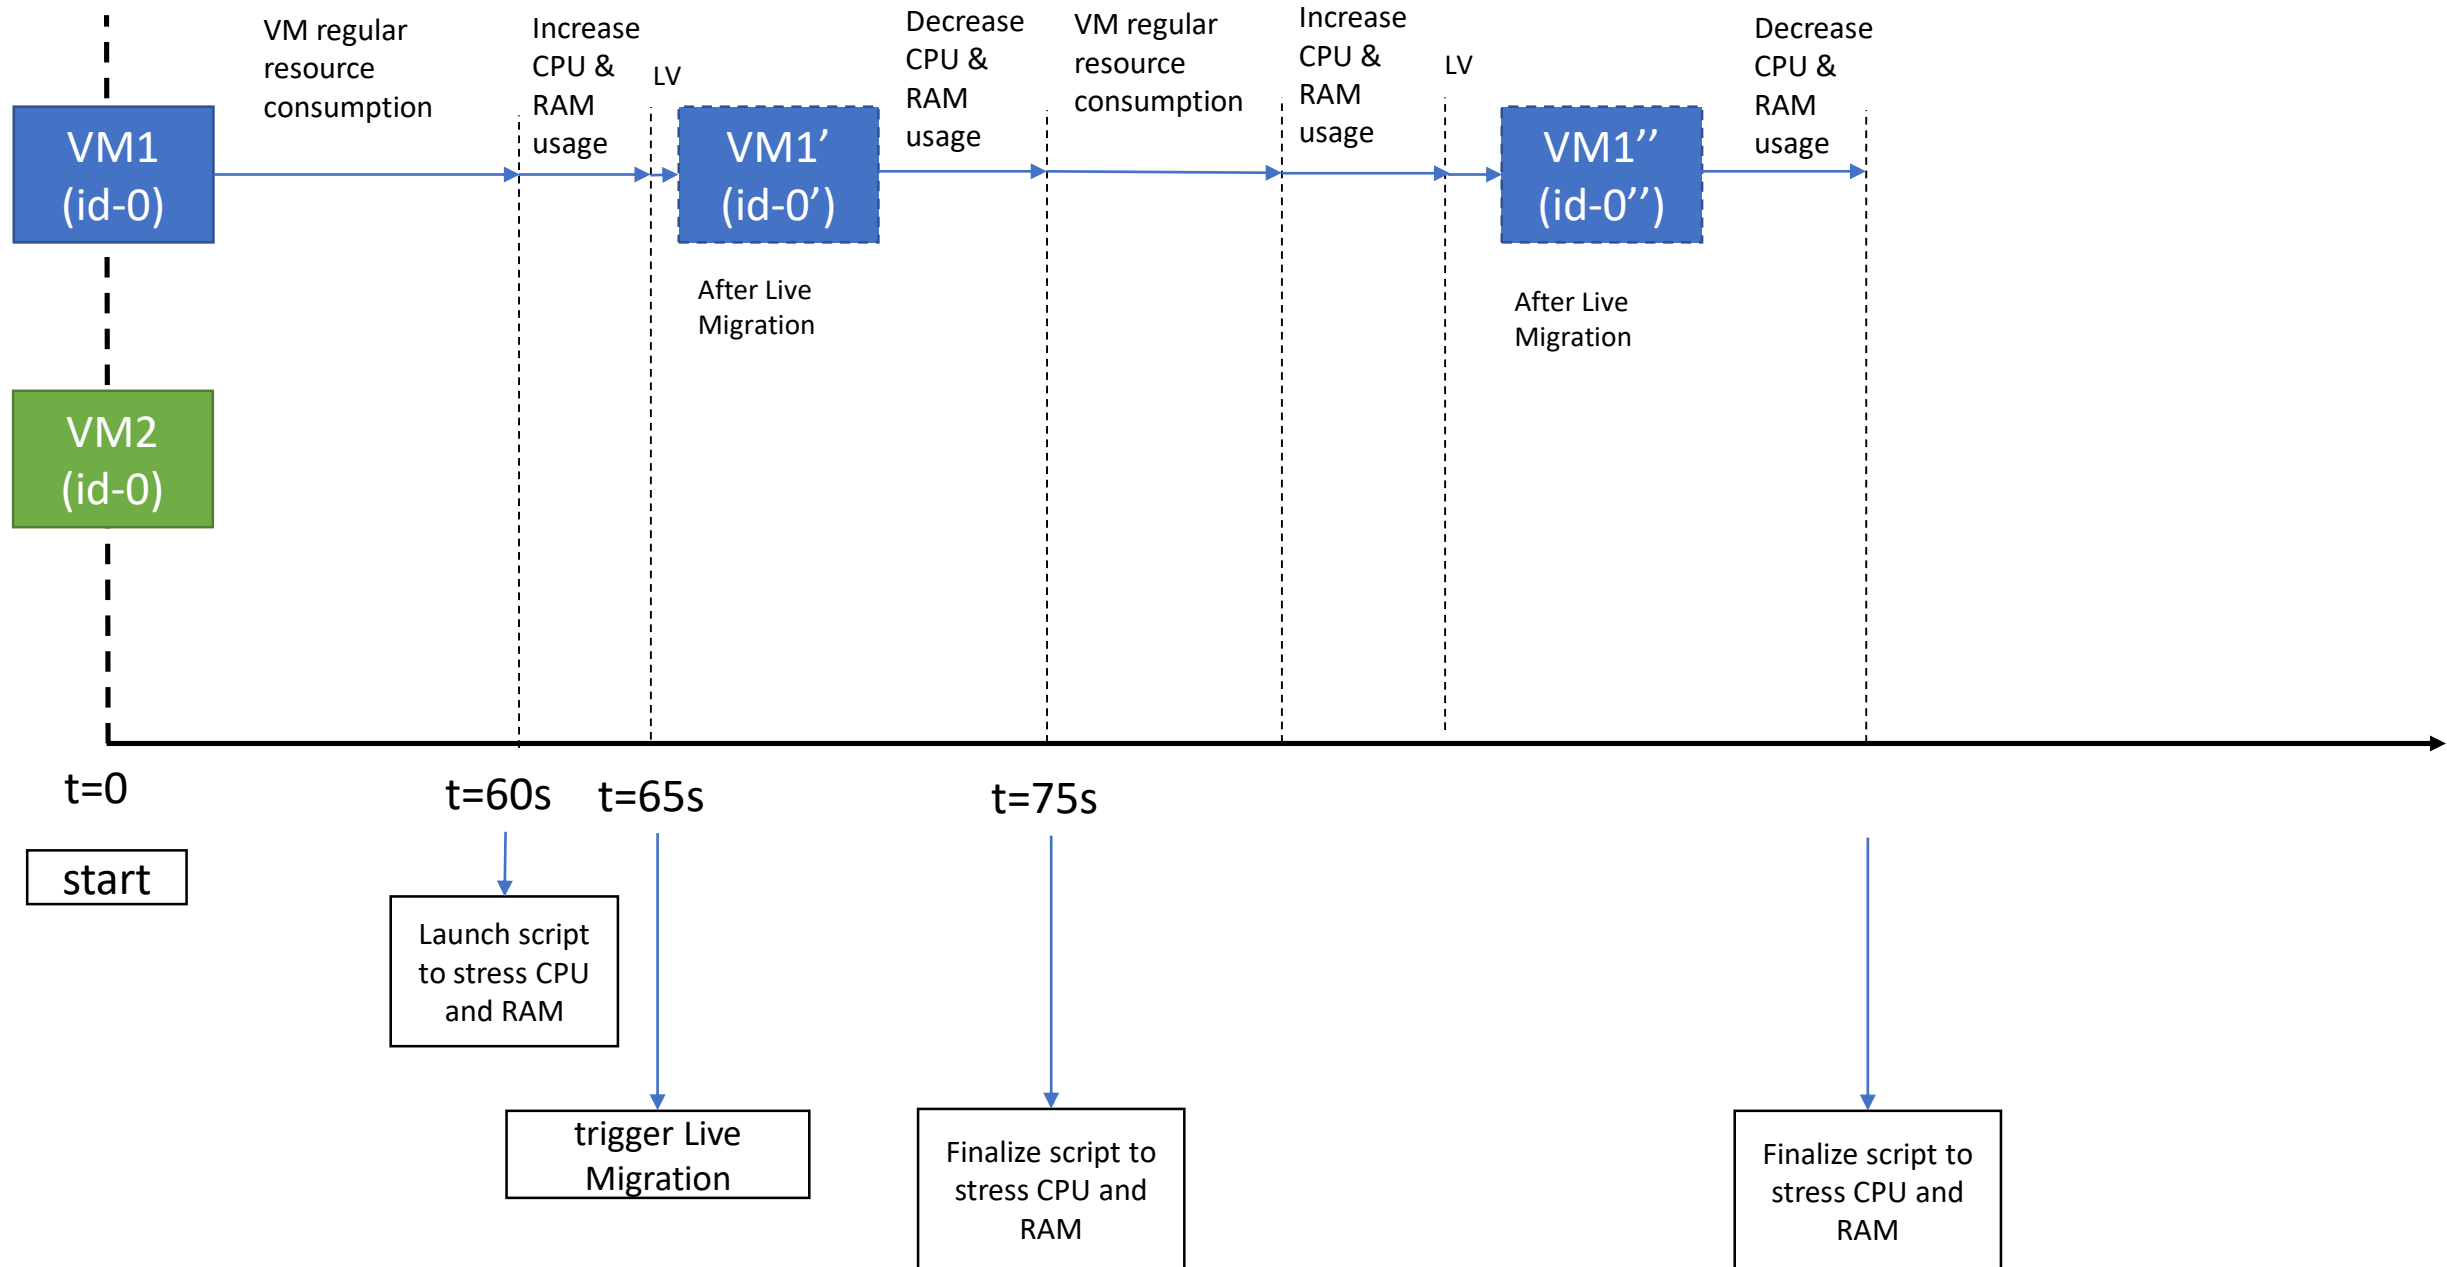 VM regular
resource
consumption
Increase
CPU &
RAM
usage
LV
Decrease
CPU &
RAM
usage
VM regular
resource
consumption
Increase
CPU &
RAM
usage
LV
Decrease
CPU &
RAM
usage
VM1
(id-0)
VM1’
(id-0’)
VM1’’
(id-0’’)
After Live
Migration
After Live
Migration
VM2
(id-0)
t=0
t=60s
t=65s
t=75s
start
Launch script
to stress CPU
and RAM
trigger Live
Migration
Finalize script to
stress CPU and
RAM
Finalize script to
stress CPU and
RAM